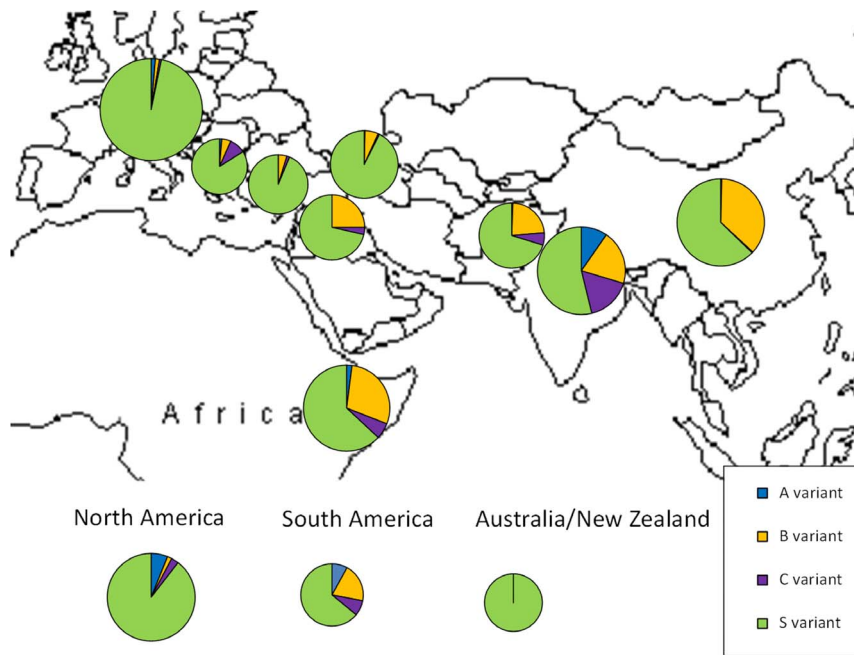 Africa
North America
South America
Australia/New Zealand
A variant
B variant
C variant
S variant